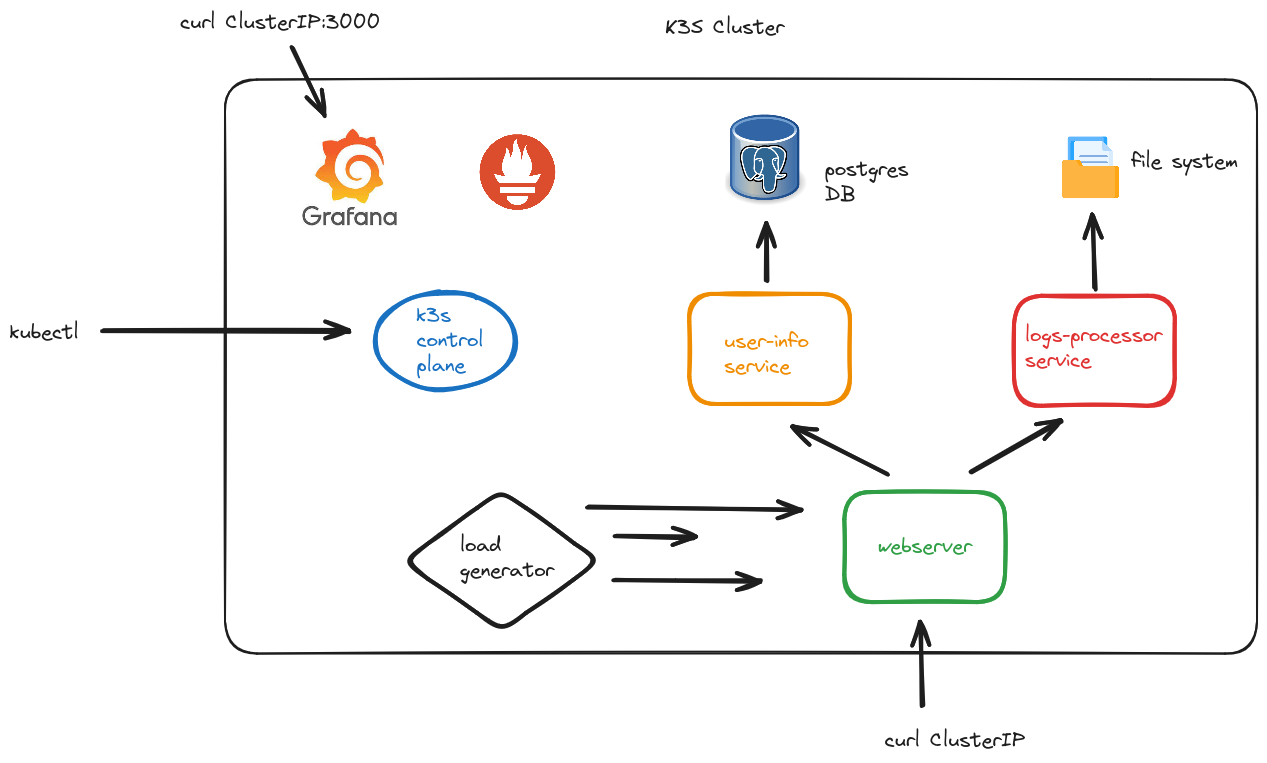 curl ClusterIP:3000
K3S Cluster
Grafana
postgres
DB
file system
kubectl
k3s
control
plane
user-info
service
logs-processor
service
load
generator
webserver
curl ClusterIP